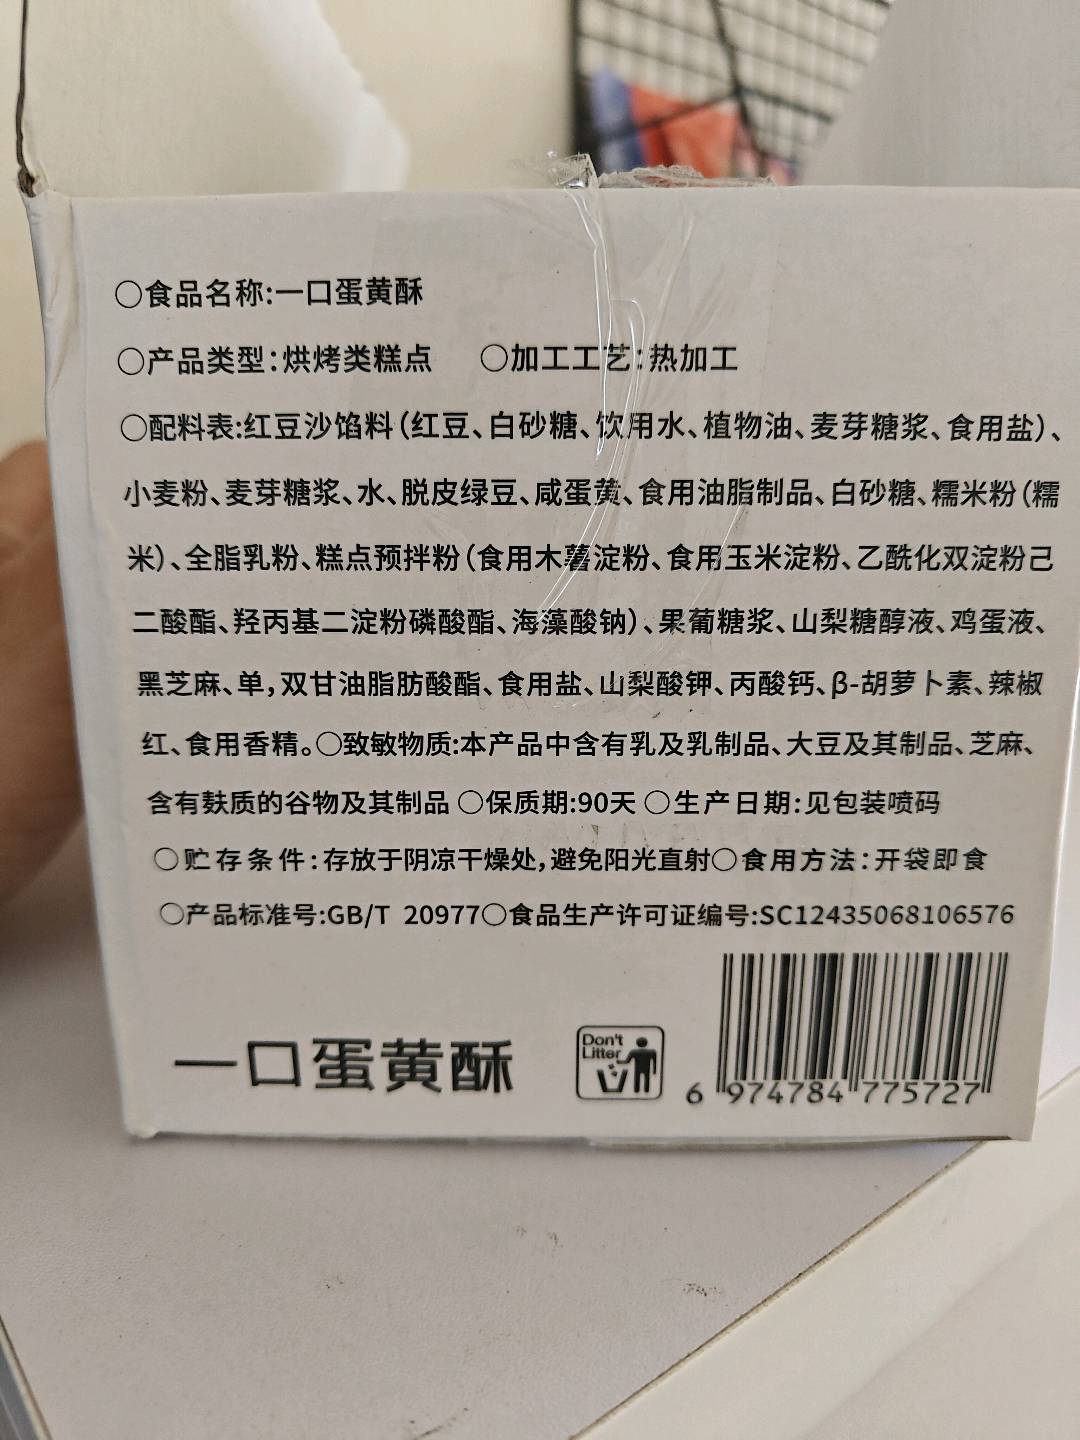 ○食品名称:一口蛋黄酥
○产品类型:烘烤类糕点 ○加工工艺:热加工
○配料表:红豆沙馅料(红豆、白砂糖、饮用水、植物油、麦芽糖浆、食用盐)、
小麦粉、麦芽糖浆、水、脱皮绿豆、咸蛋黄、食用油脂制品、白砂糖、糯米粉(糯
米)、全脂乳粉、糕点预拌粉(食用木薯淀粉、食用玉米淀粉、乙酰化双淀粉己
二酸酯、羟丙基二淀粉磷酸酯、海藻酸钠)、果葡糖浆、山梨糖醇液、鸡蛋液、
黑芝麻、单,双甘油脂肪酸酯、食用盐、山梨酸钾、丙酸钙、β-胡萝卜素、辣椒
红、食用香精。○致敏物质:本产品中含有乳及乳制品、大豆及其制品、芝麻、
含有麸质的谷物及其制品 ○保质期:90天 ○生产日期:见包装喷码
○贮存条件:存放于阴凉干燥处,避免阳光直射○食用方法:开袋即食
○产品标准号:GB/T 20977○食品生产许可证编号:SC12435068106576
一口蛋黄酥
Don't
Litter
6 974784 775727